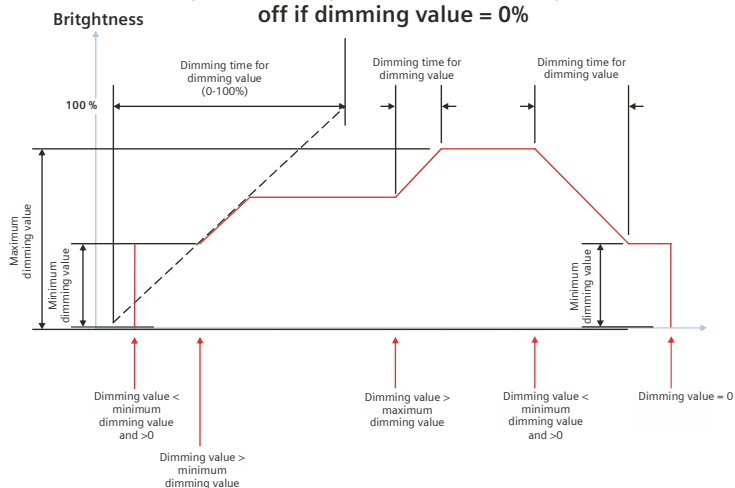 off if dimming value = 0%
Britghtness
Dimming time for
dimming value
(0-100%)
Dimming time for
dimming value
Dimming time for
dimming value
100 %
Maximum
dimming value
Minimum
dimming value
Minimum
dimming value
Dimming value <
minimum
dimming value
and >0
Dimming value >
minimum
dimming value
Dimming value >
maximum
dimming value
Dimming value <
minimum
dimming value
and >0
Dimming value = 0